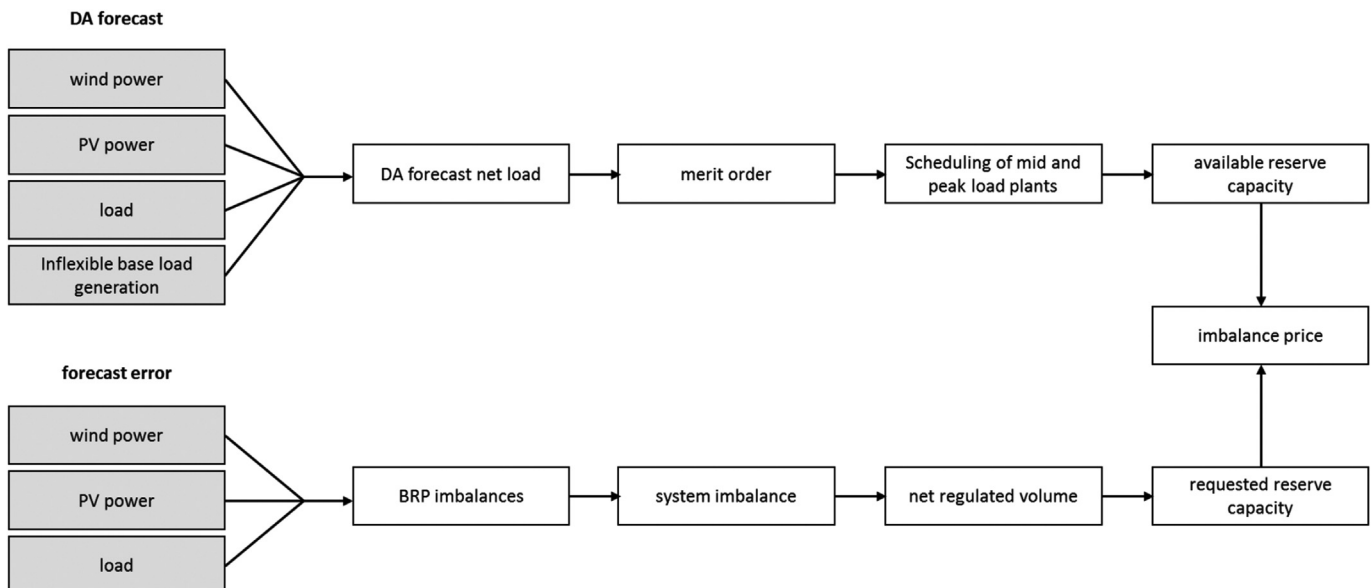 DA forecast
wind power
PV power
load
Inflexible base load
generation
DA forecast net load
merit order
Scheduling of mid and
peak load plants
available reserve
capacity
imbalance price
forecast error
wind power
PV power
load
BRP imbalances
system imbalance
net regulated volume
requested reserve
capacity